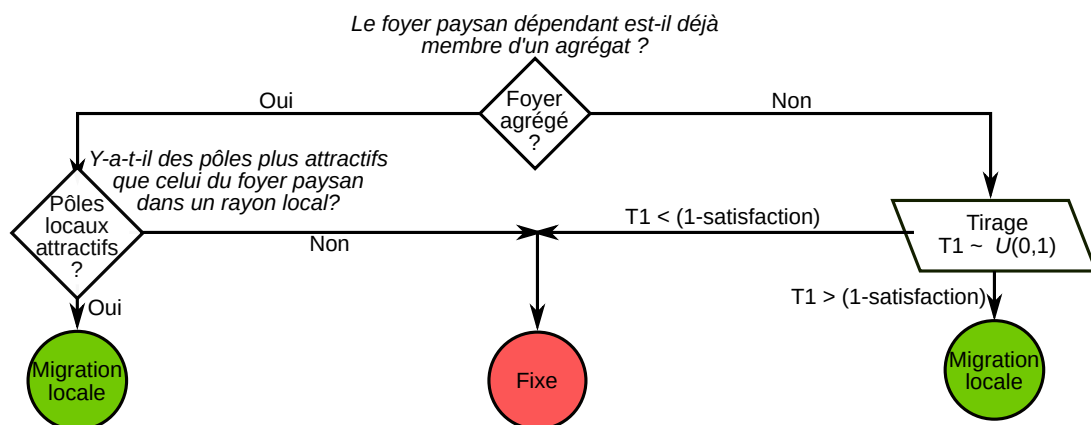 Le foyer paysan dépendant est-il déjà
membre d'un agrégat ?
Oui
Foyer
agrégé
?
Non
Y-a-t-il des pôles plus attractifs
que celui du foyer paysan
dans un rayon local?
Pôles
locaux
attractifs
?
Non
T1 < (1-satisfaction)
Tirage
T1 ~ U(0,1)
Oui
T1 > (1-satisfaction)
Migration
locale
Fixe
Migration
locale